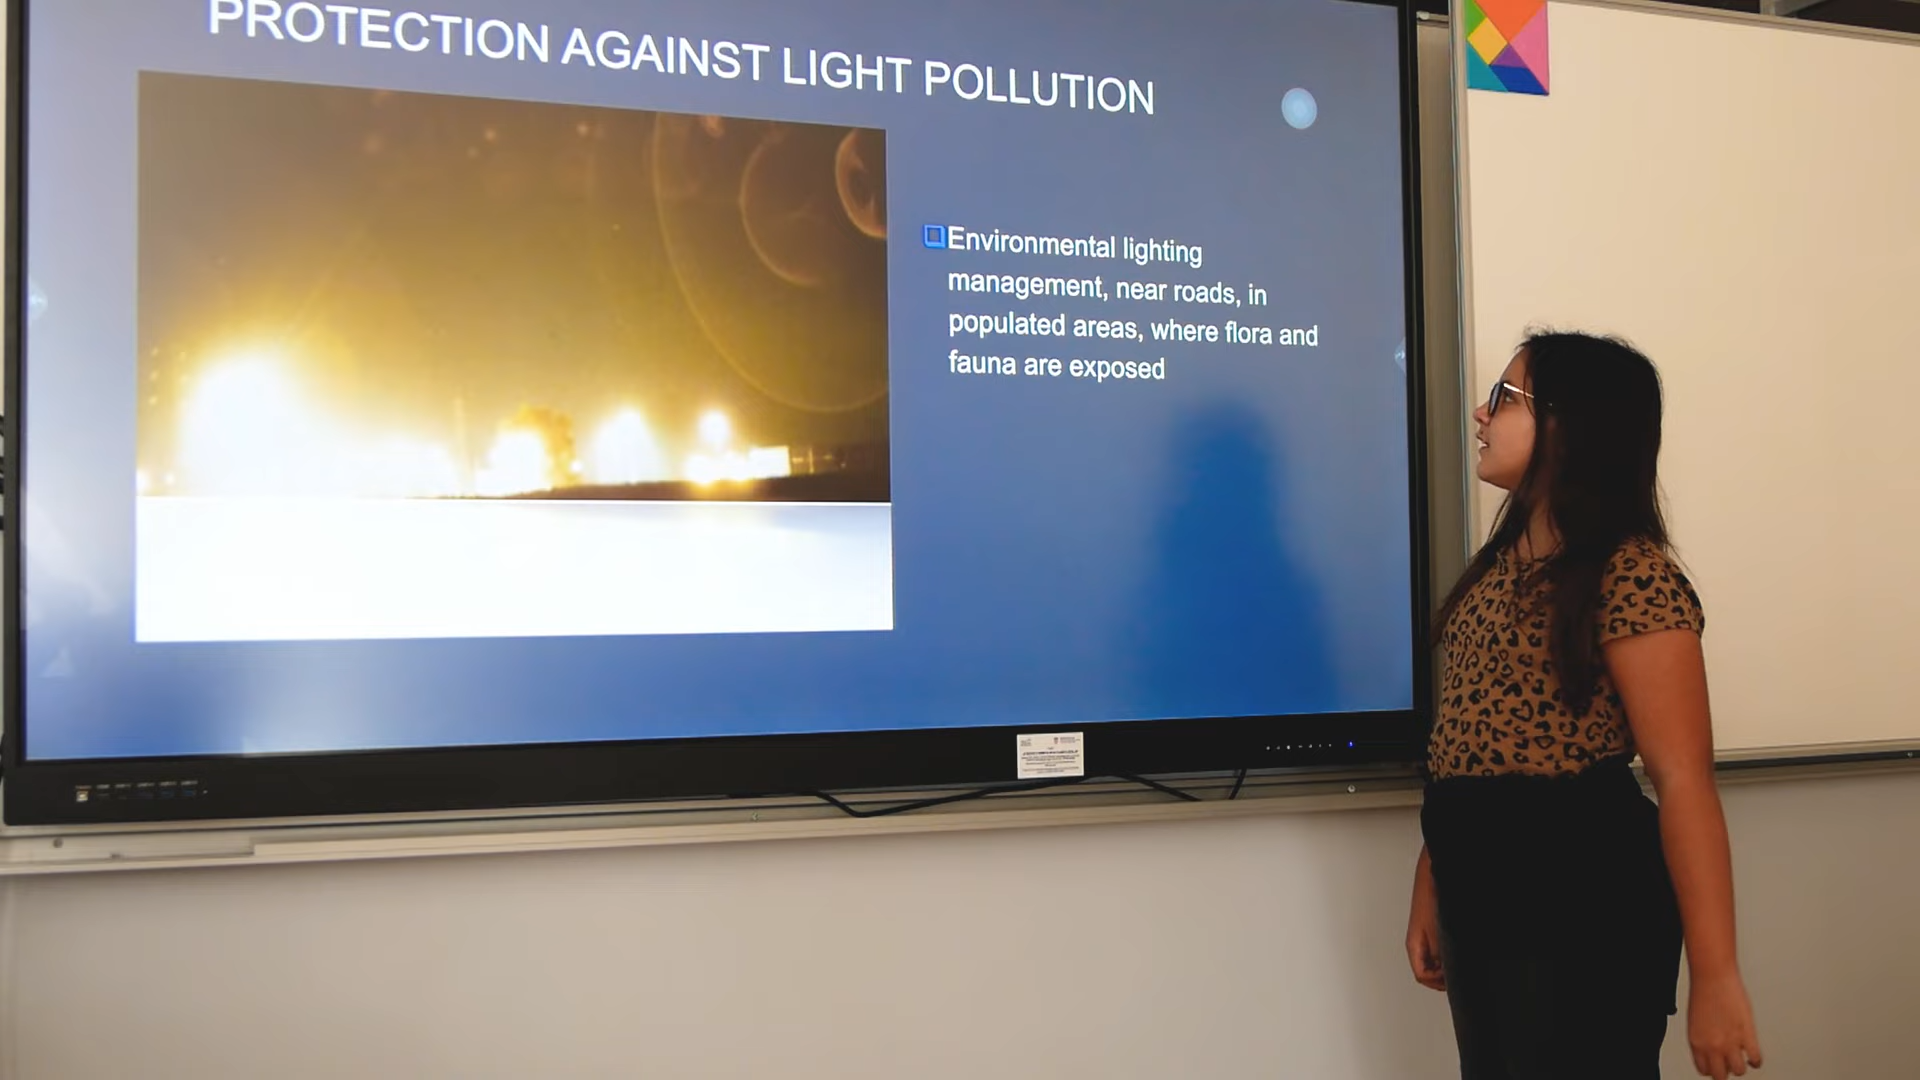 PROTECTION AGAINST LIGHT POLLUTION
Environmental lighting
management, near roads, in
populated areas, where flora and
fauna are exposed